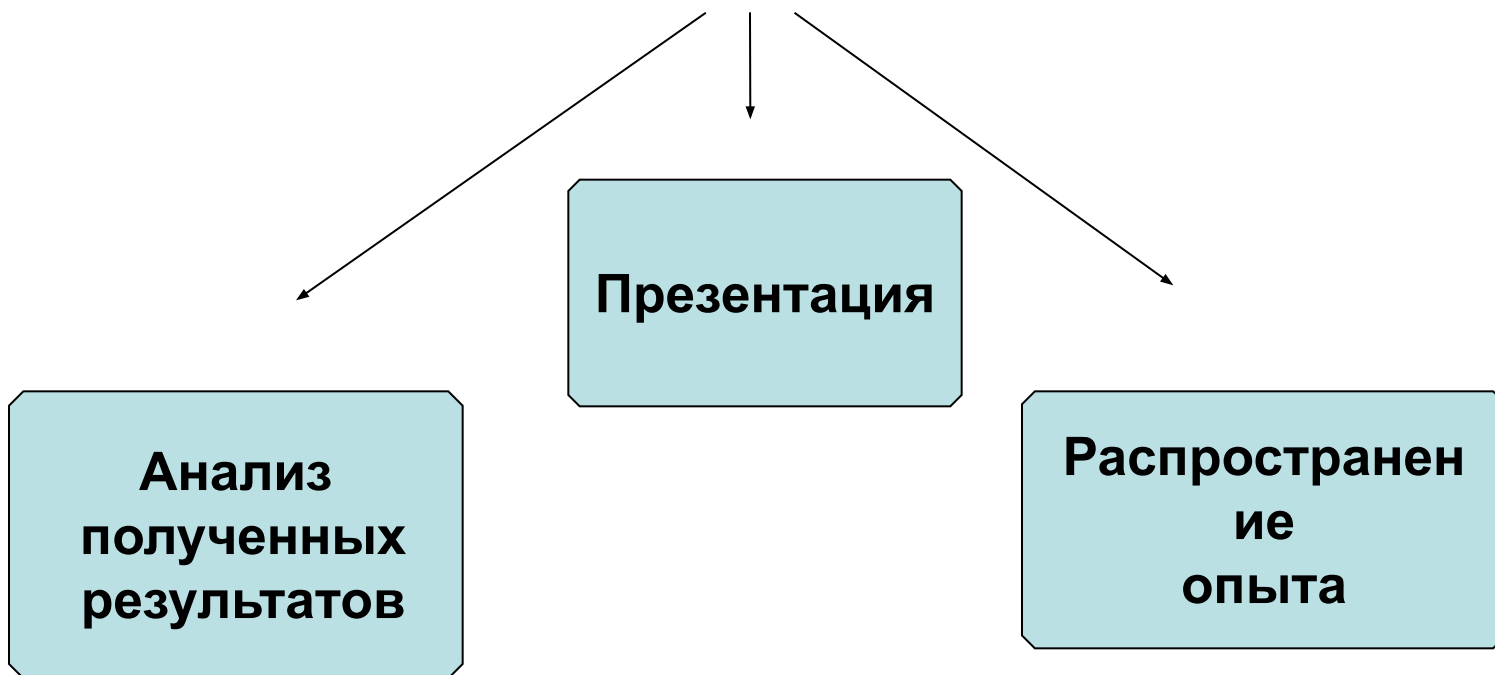 Презентация
Анализ
полученных
результатов
Распространен
ие
опыта